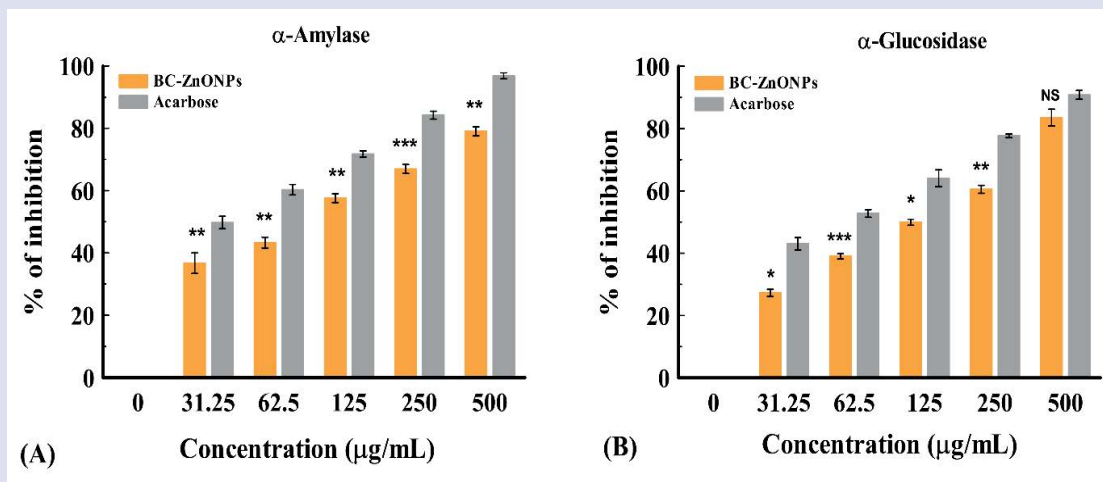 α-Amylase
BC-ZnONPs
Acarbose
% of inhibition
100
80
60
40
20
0
**
**
**
***
**
0 31.25 62.5 125 250 500
Concentration (μg/mL)
(A)
α-Glucosidase
BC-ZnONPs
Acarbose
% of inhibition
100
80
60
40
20
0
*
***
*
**
NS
0 31.25 62.5 125 250 500
Concentration (μg/mL)
(B)